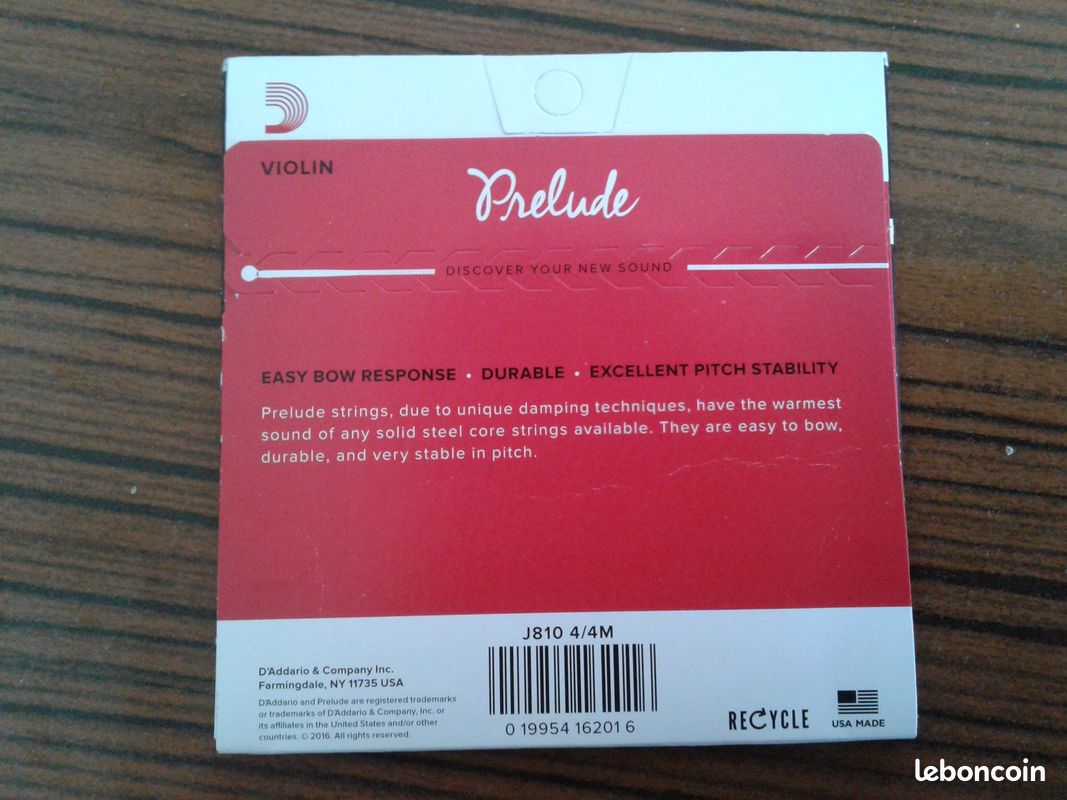 VIOLIN
Prelude
DISCOVER YOUR NEW SOUND
EASY BOW RESPONSE • DURABLE • EXCELLENT PITCH STABILITY
Prelude strings, due to unique damping techniques, have the warmest
sound of any solid steel core strings available. They are easy to bow,
durable, and very stable in pitch.
J810 4/4M
D'Addario & Company Inc.
Farmingdale, NY 11735 USA
D'Addario and Prelude are registered trademarks
or trademarks of D'Addario & Company, Inc. or
its affiliates in the United States and/or other
countries. © 2016. All rights reserved.
0 19954 16201 6
RECYCLE
USA MADE
leboncoin